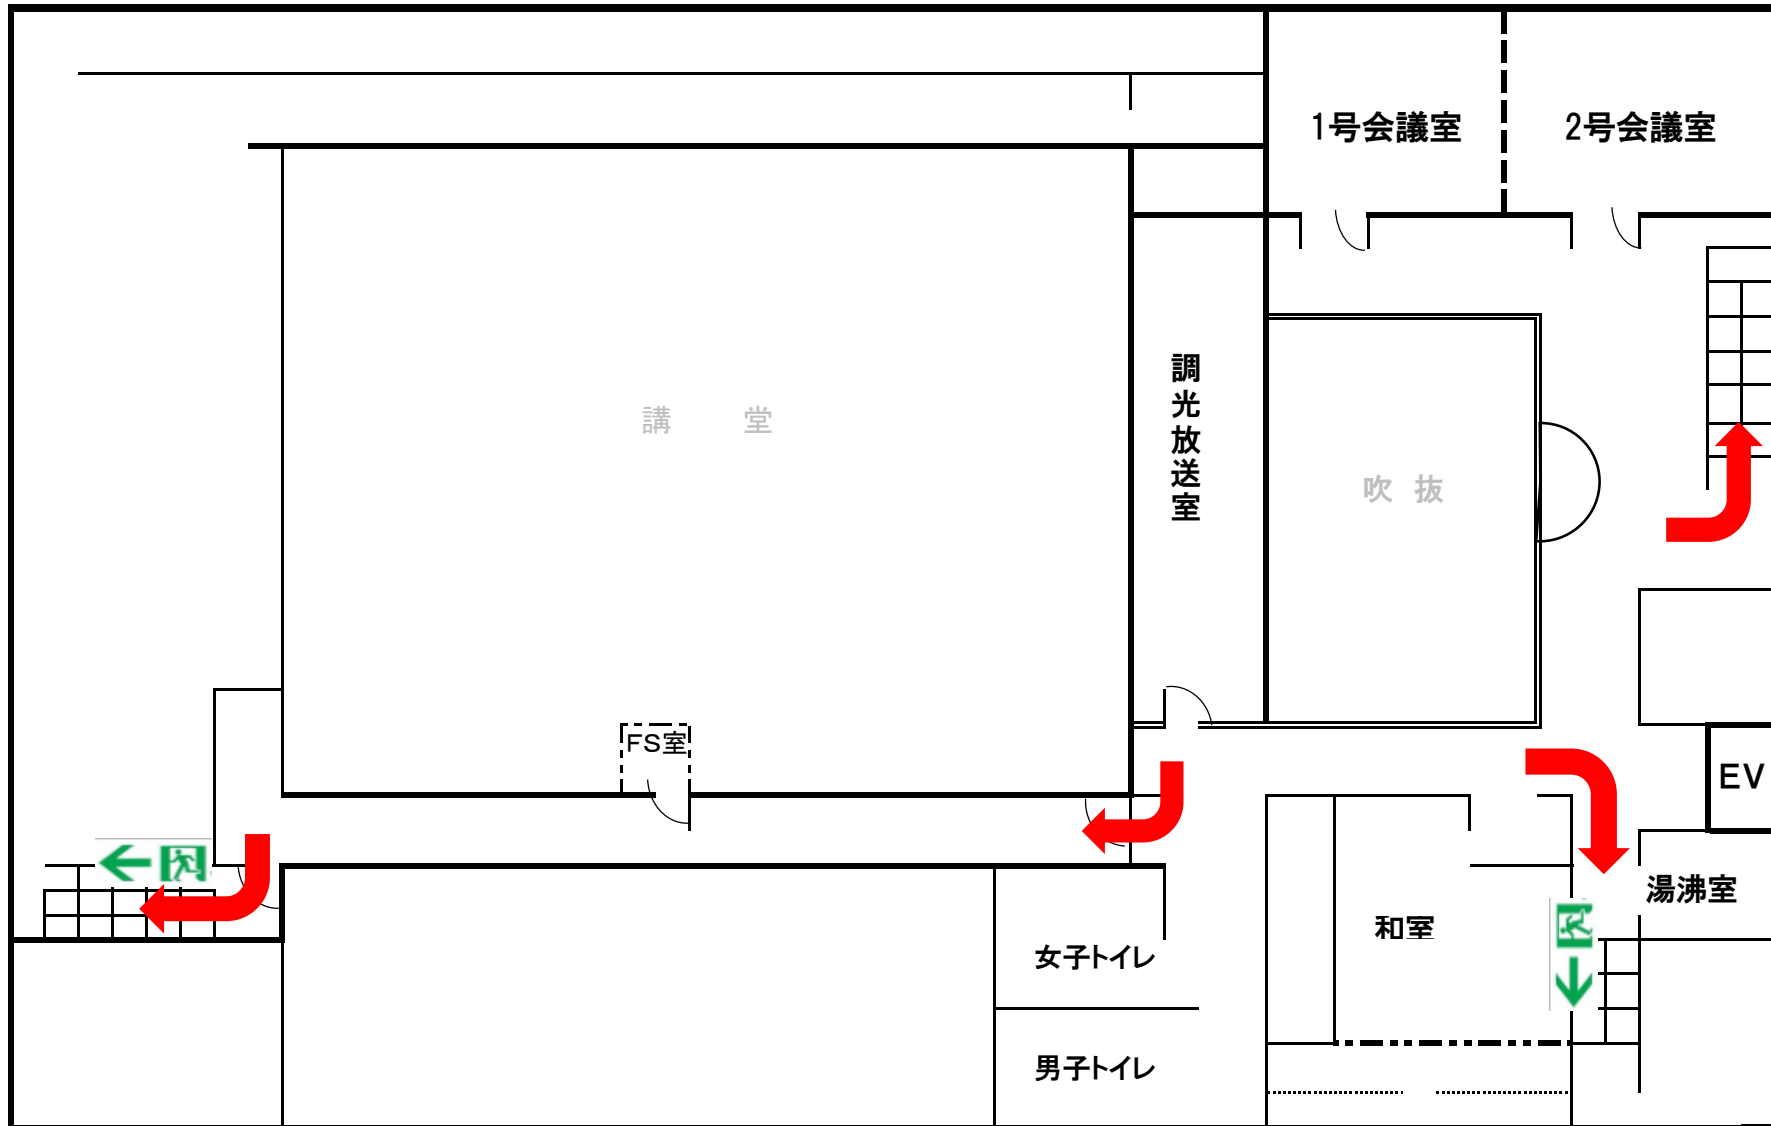 1号会議室
2号会議室
調光放送室
講 堂
吹 抜
FS室
EV
湯沸室
和室
女子トイレ
男子トイレ